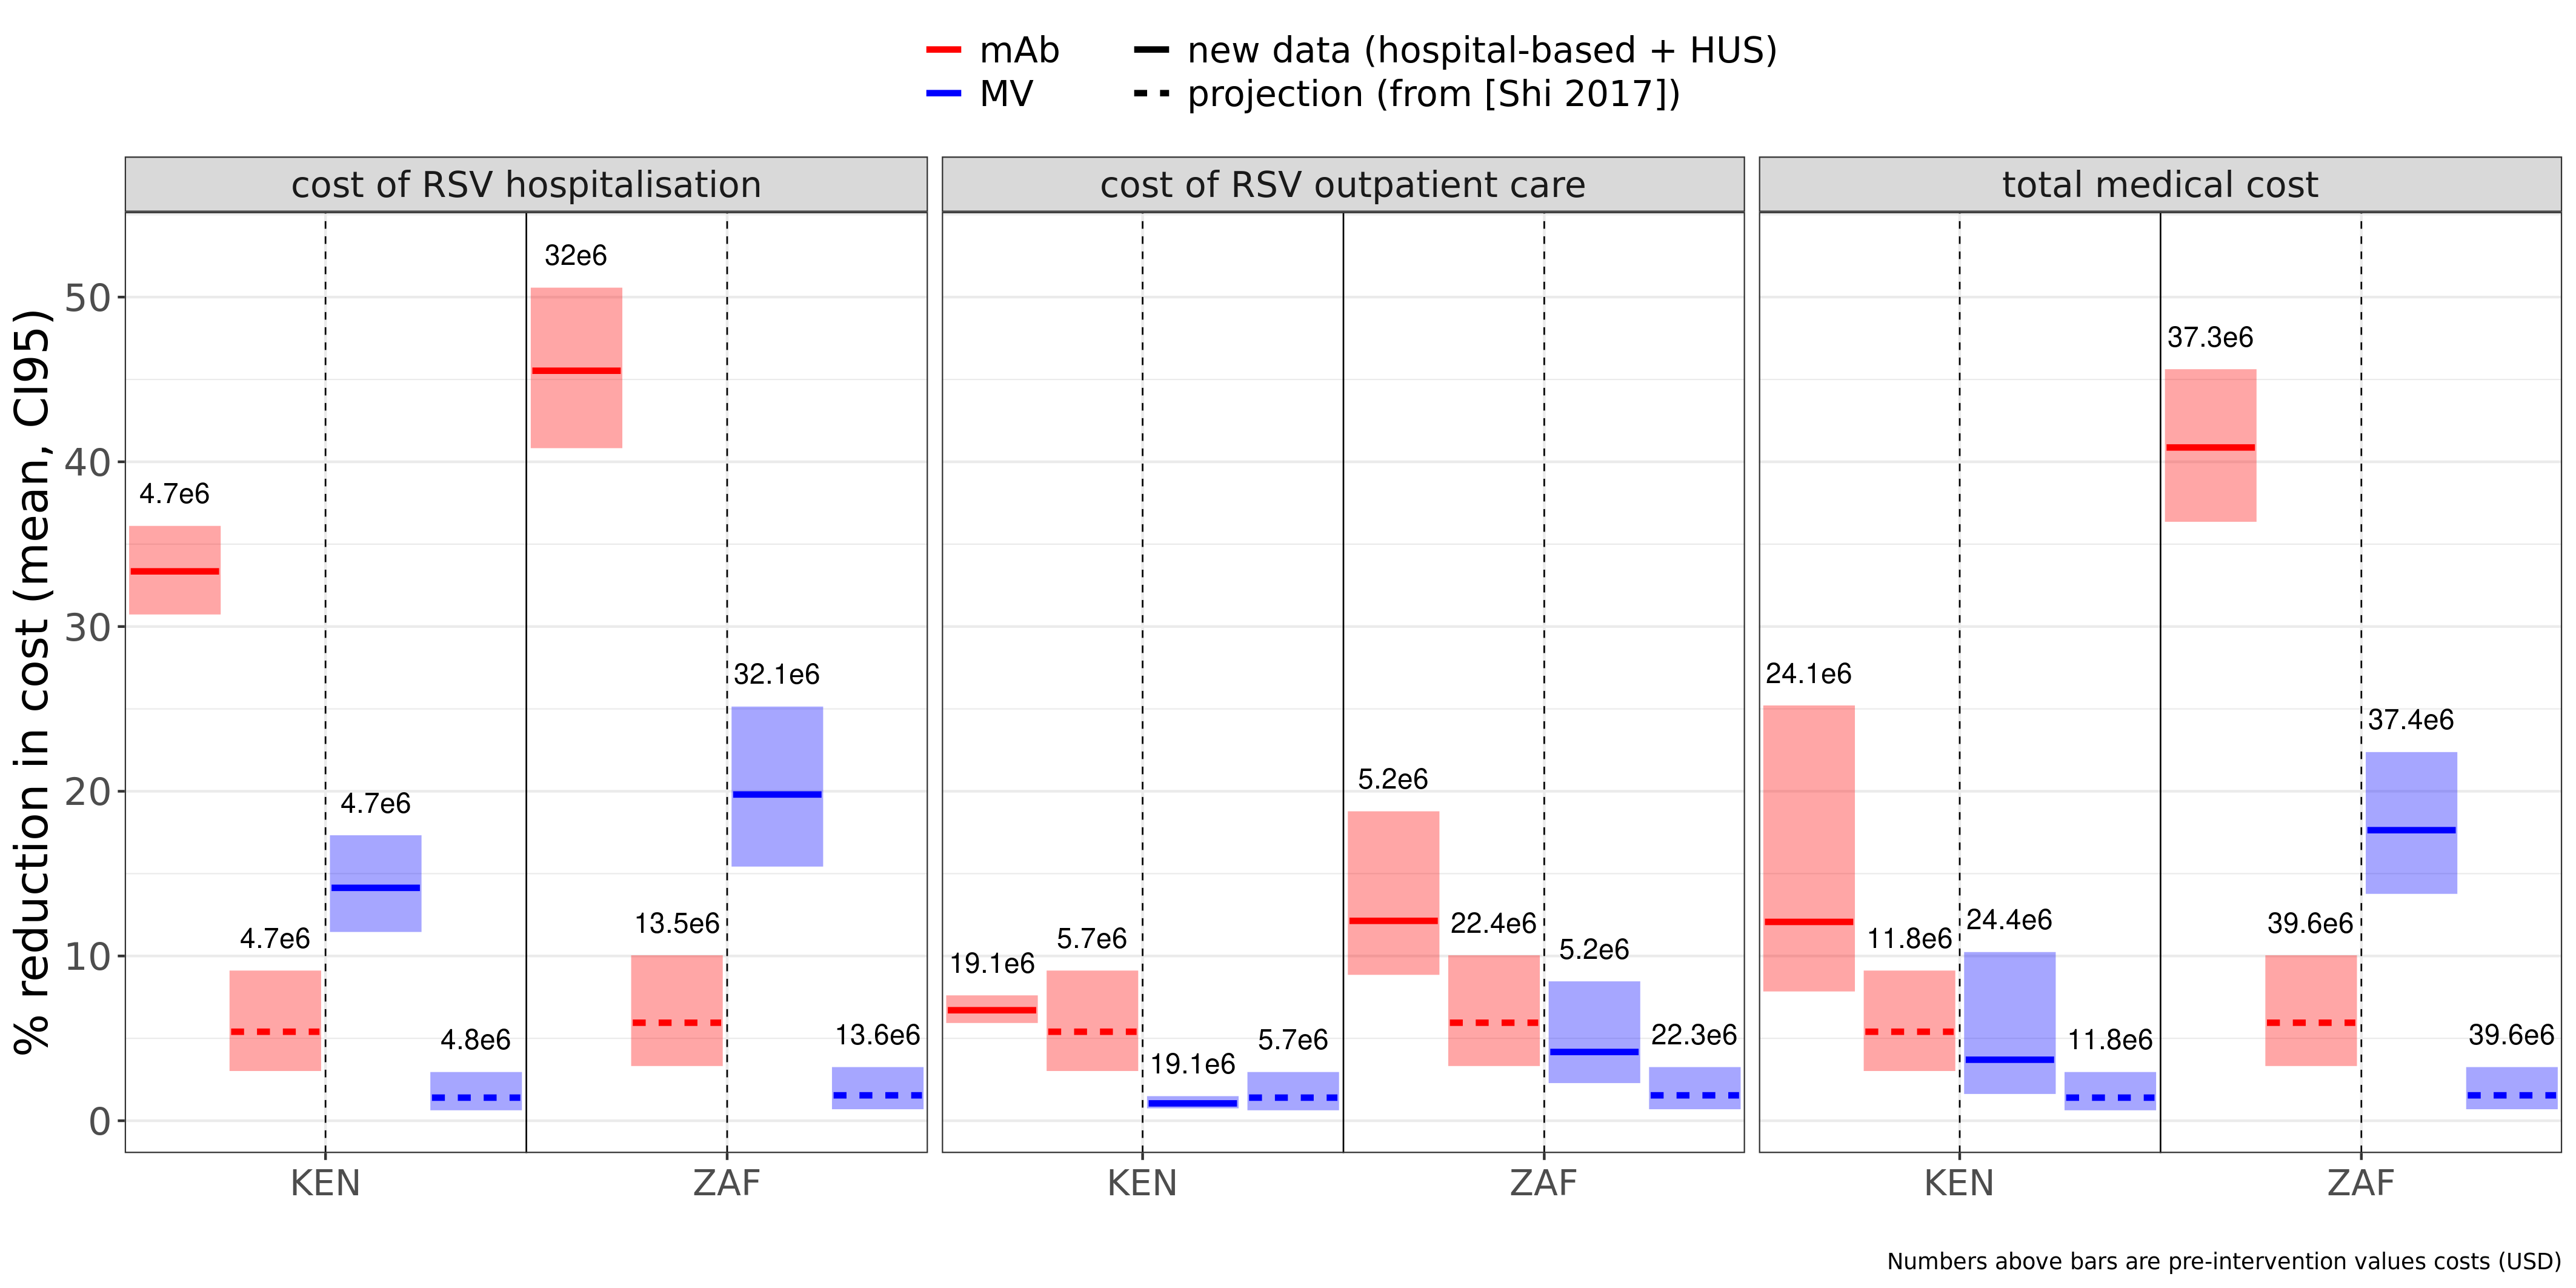 mAb
MV
new data (hospital-based + HUS)
projection (from [Shi 2017])
% reduction in cost (mean, CI95)
50
40
30
20
10
0
cost of RSV hospitalisation
4.7e6
4.7e6
4.7e6
4.8e6
32e6
13.5e6
32.1e6
13.6e6
KEN
ZAF
cost of RSV outpatient care
19.1e6
5.7e6
19.1e6
5.7e6
5.2e6
22.4e6
5.2e6
22.3e6
KEN
ZAF
total medical cost
24.1e6
11.8e6
24.4e6
11.8e6
37.3e6
39.6e6
37.4e6
39.6e6
KEN
ZAF
Numbers above bars are pre-intervention values costs (USD)